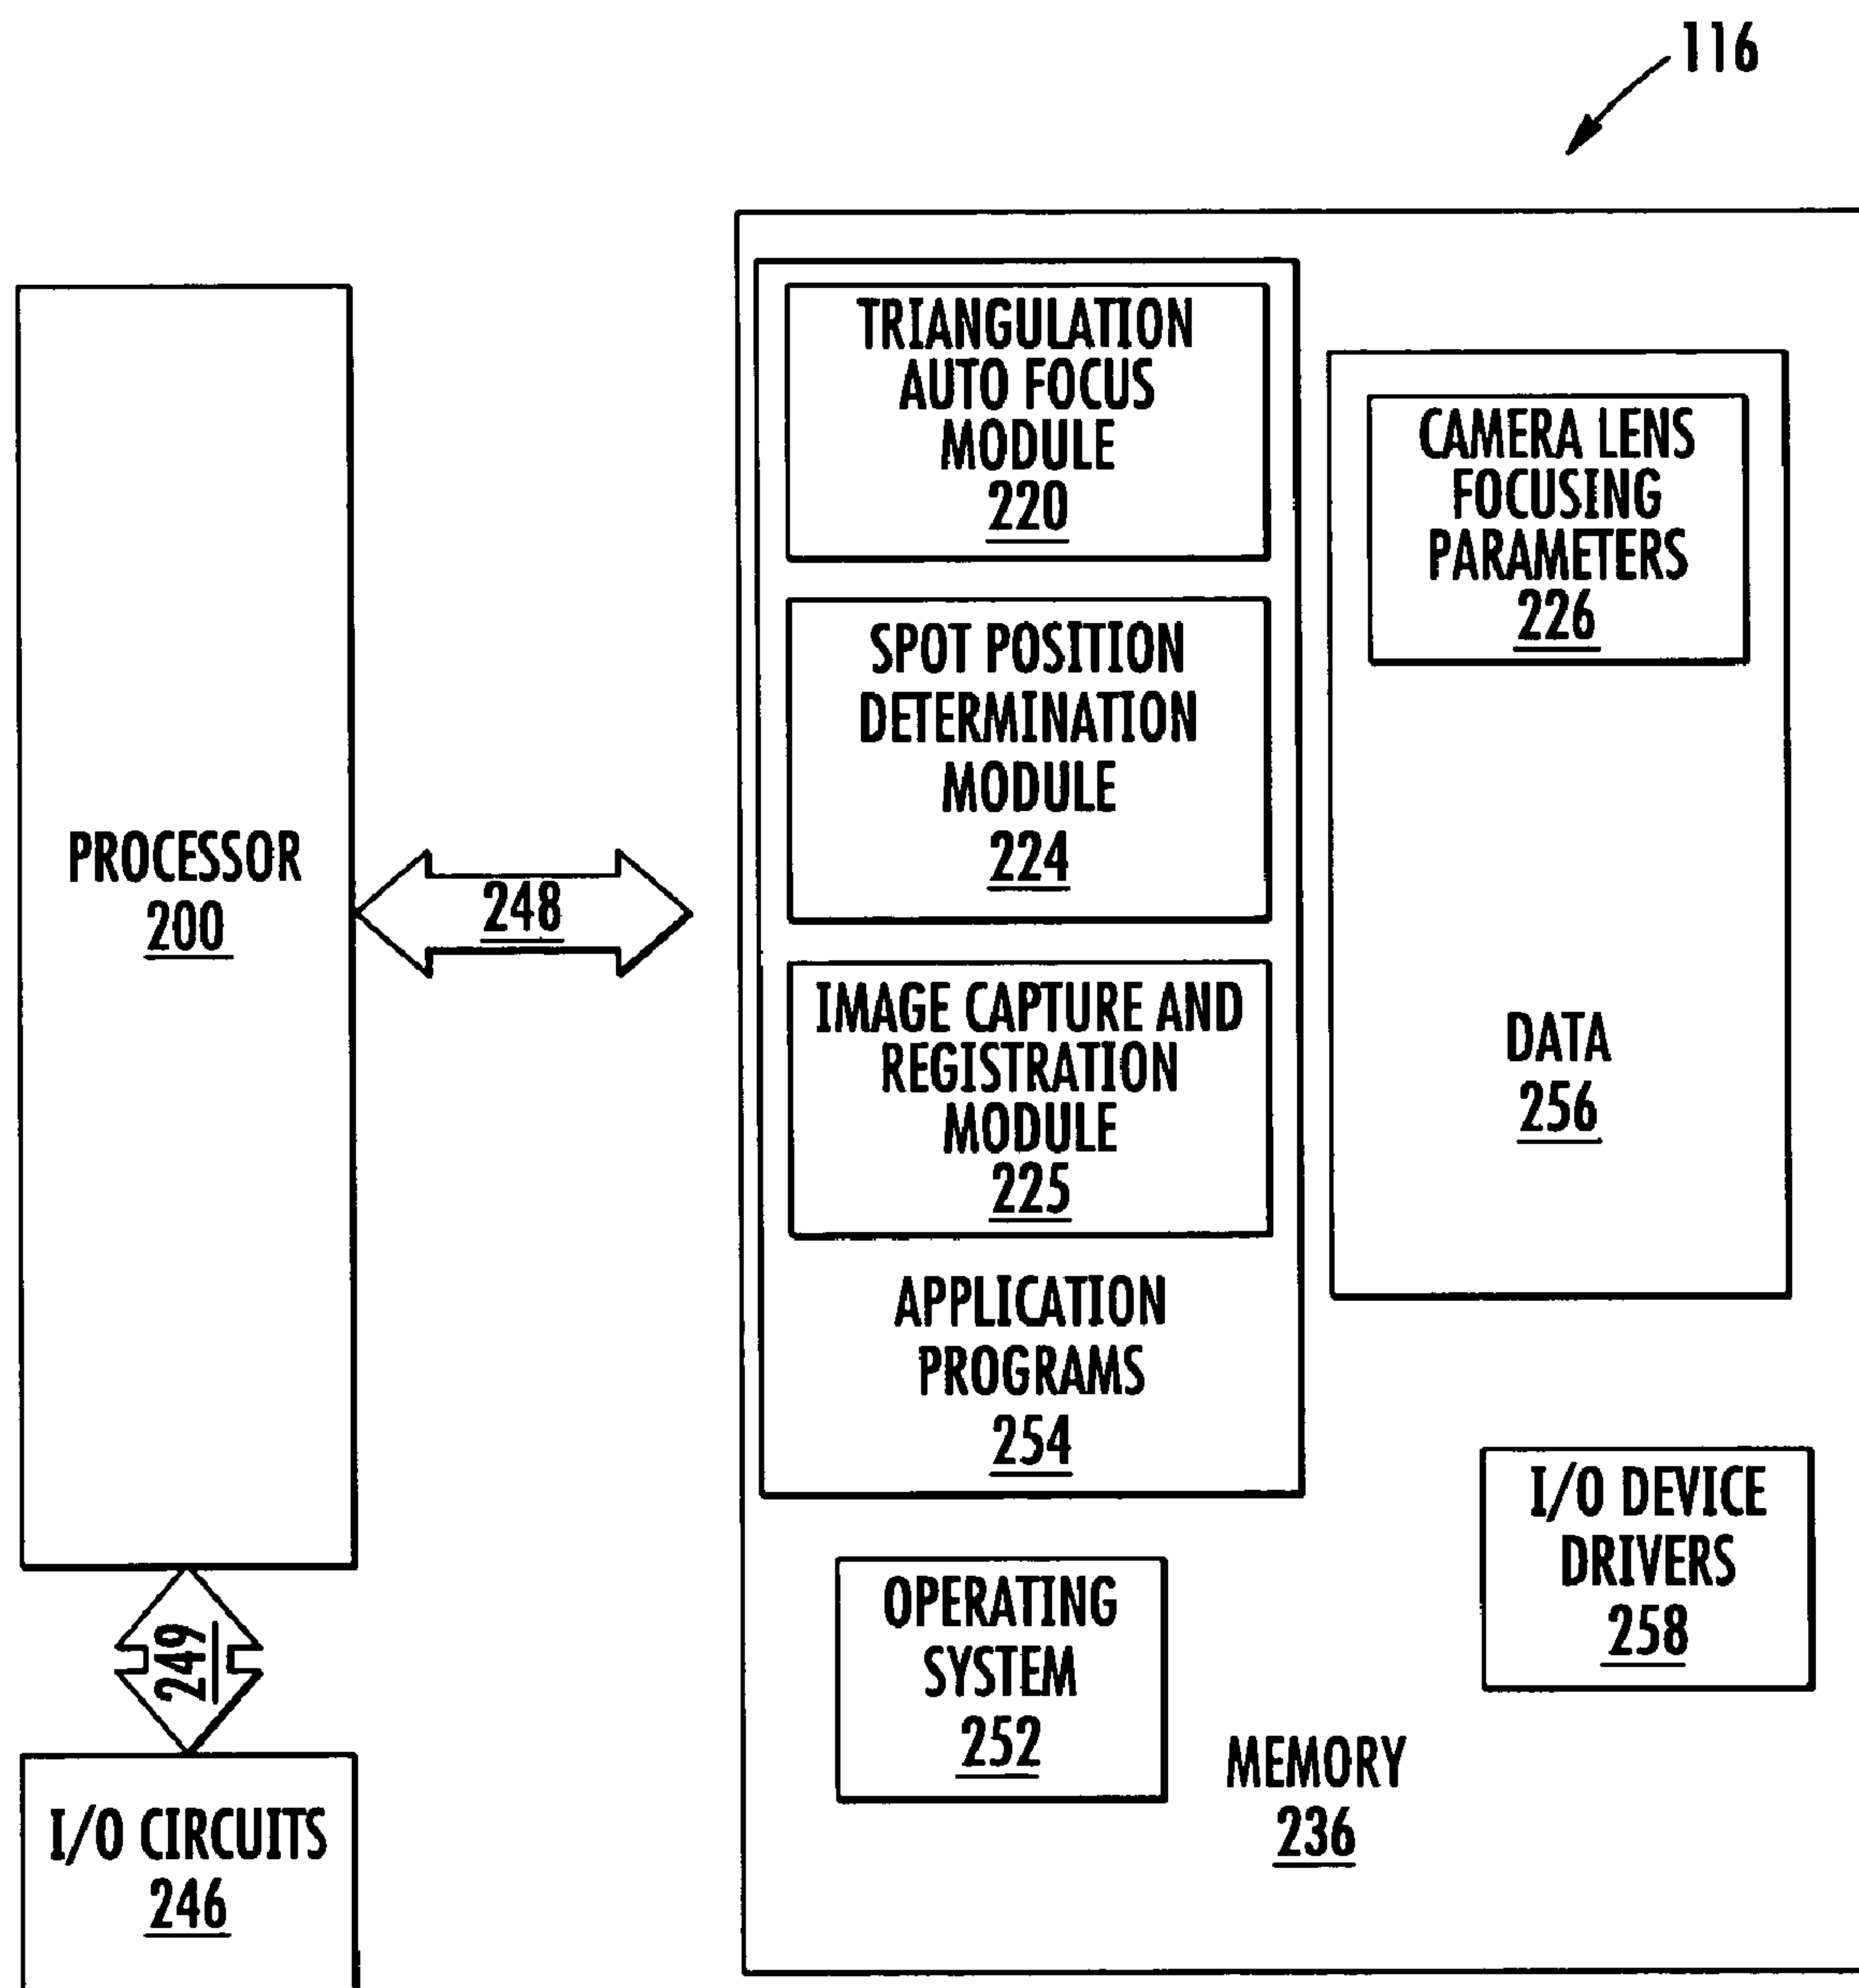 116
TRIANGULATION
AUTO FOCUS
MODULE
220
CAMERA LENS
FOCUSING
PARAMETERS
226
SPOT POSITION
DETERMINATION
MODULE
224
PROCESSOR
200
248
IMAGE CAPTURE AND
REGISTRATION
MODULE
225
DATA
256
APPLICATION
PROGRAMS
254
I/O DEVICE
DRIVERS
258
OPERATING
SYSTEM
252
249
MEMORY
236
I/O CIRCUITS
246